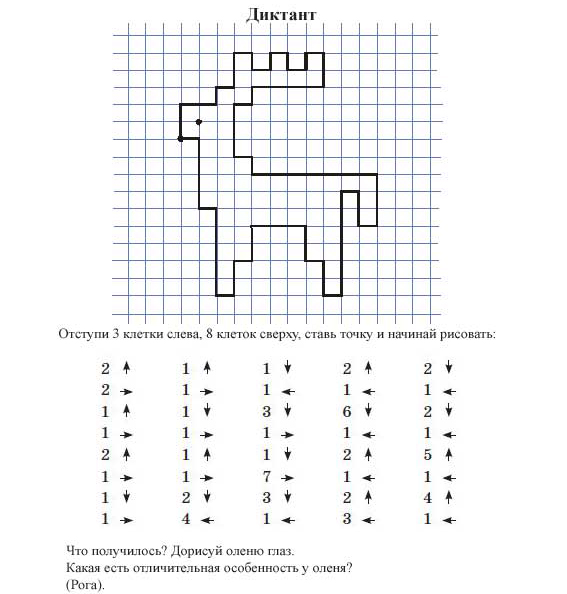 Диктант
Отступи 3 клетки слева, 8 клеток сверху, ставь точку и начинай рисовать:
2 ↑ 1 ↑ 1 ↓ 2 ↑ 2 ↓
2 → 1 → 1 ← 1 ← 1 ←
1 ↑ 1 ↓ 3 ↓ 6 ↓ 2 ↓
1 → 1 → 1 → 1 ← 1 ←
2 ↑ 1 ↑ 1 ↓ 2 ↑ 5 ↑
1 → 1 → 7 → 1 ← 1 ←
1 ↓ 2 ↓ 3 ↓ 2 ↑ 4 ↑
1 → 4 ← 1 ← 3 ← 1 ←
Что получилось? Дорисуй оленю глаз.
Какая есть отличительная особенность у оленя?
(Рога).